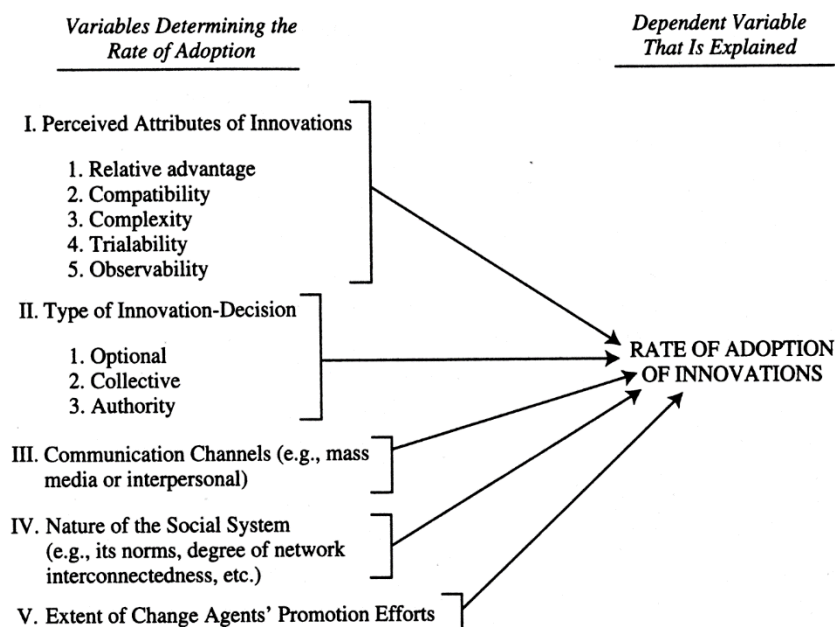 Variables Determining the
Rate of Adoption
Dependent Variable
That Is Explained
I. Perceived Attributes of Innovations
1. Relative advantage
2. Compatibility
3. Complexity
4. Trialability
5. Observability
II. Type of Innovation-Decision
1. Optional
2. Collective
3. Authority
RATE OF ADOPTION
OF INNOVATIONS
III. Communication Channels (e.g., mass
media or interpersonal)
IV. Nature of the Social System
(e.g., its norms, degree of network
interconnectedness, etc.)
V. Extent of Change Agents’ Promotion Efforts